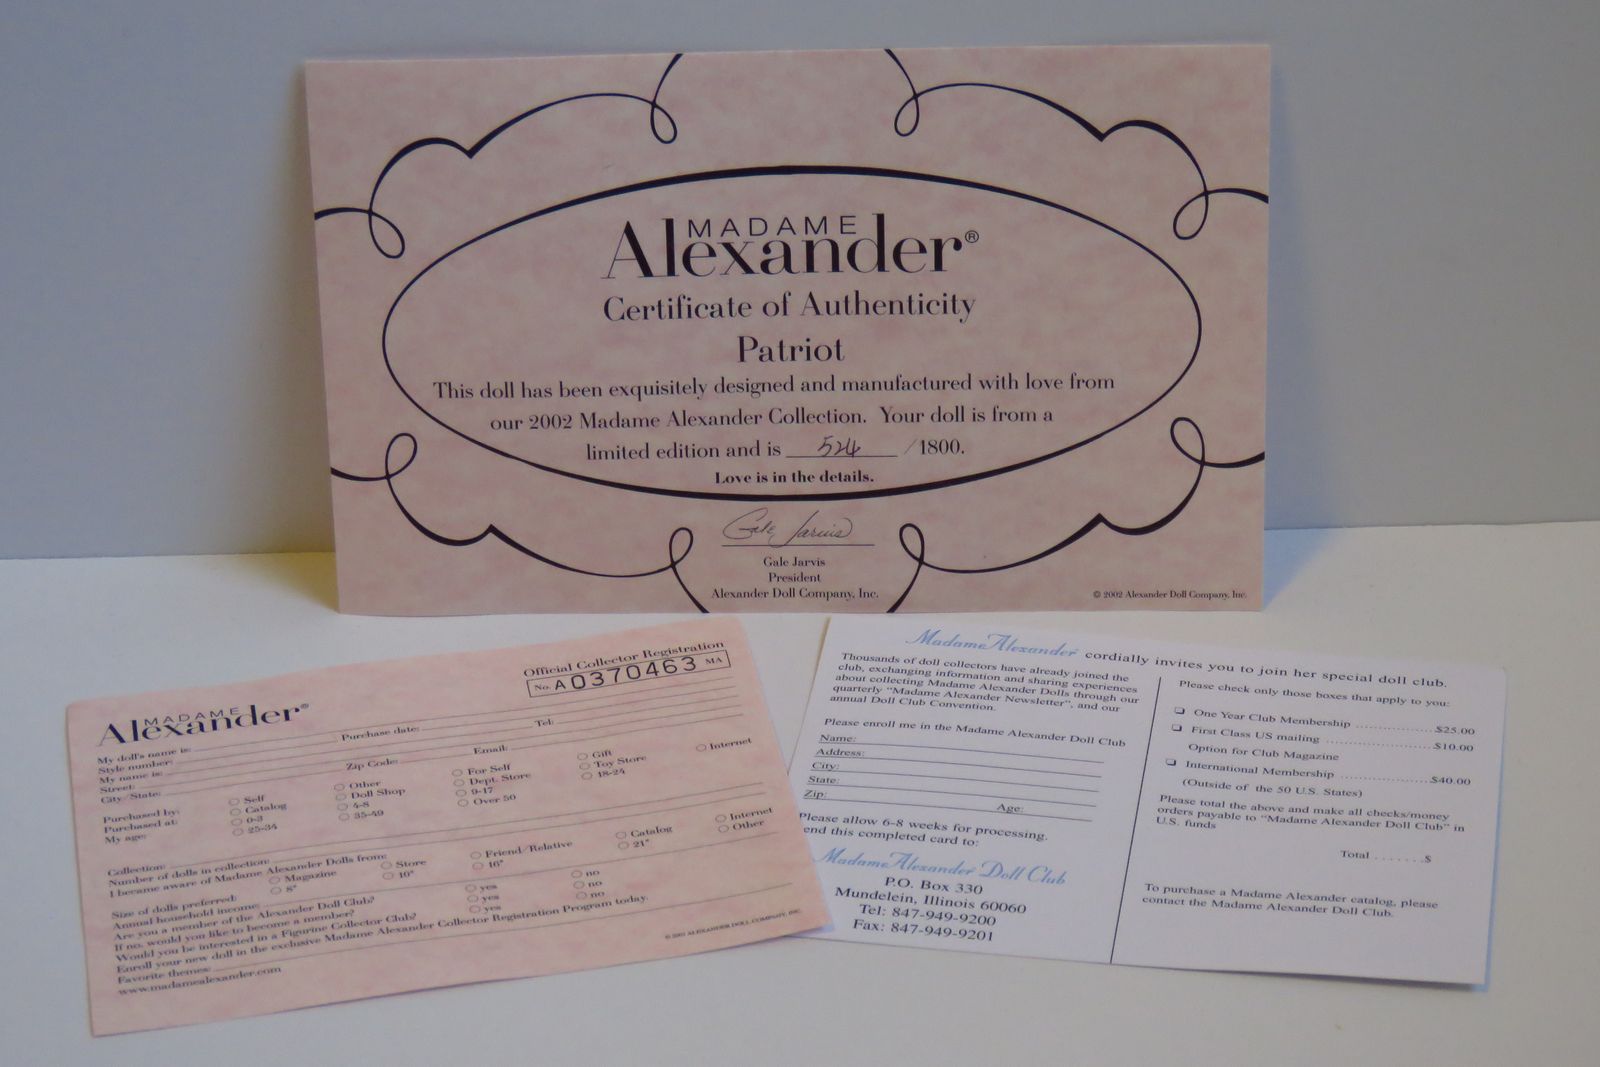 MADAME
Alexander®
Certificate of Authenticity
Patriot
This doll has been exquisitely designed and manufactured with love from
our 2002 Madame Alexander Collection. Your doll is from a
limited edition and is 524 /1800.
Love is in the details.
Gale Jarvis
Gale Jarvis
President
Alexander Doll Company, Inc.
© 2002 Alexander Doll Company, Inc.
Official Collector Registration
No. A0370463 MA
MADAME
Alexander®
My doll's name is: Purchase date: Tel:
Style number:
My name is: Zip Code: Email:
Street:
City/State:
Purchased by: Self Other For Self Gift Internet
Purchased at: Catalog Doll Shop Dept. Store Toy Store
My age: 0-3 4-8 9-17 18-24
25-34 35-49 Over 50
Collection:
Number of dolls in collection:
I became aware of Madame Alexander Dolls from:
Magazine Store Friend/Relative Catalog Internet
Size of dolls preferred: 8" 10" 16" 21" Other
Annual household income:
Are you a member of the Alexander Doll Club? yes no
If no, would you like to become a member? yes no
Would you be interested in a Figurine Collector Club? yes no
Enroll your new doll in the exclusive Madame Alexander Collector Registration Program today.
Favorite themes:
www.madamealexander.com
© 2001 ALEXANDER DOLL COMPANY, INC.
Madame Alexander cordially invites you to join her special doll club.
Thousands of doll collectors have already joined the
club, exchanging information and sharing experiences
about collecting Madame Alexander Dolls through our
quarterly "Madame Alexander Newsletter", and our
annual Doll Club Convention.
Please enroll me in the Madame Alexander Doll Club
Name:
Address:
City:
State:
Zip: Age:
Please allow 6-8 weeks for processing.
end this completed card to:
Madame Alexander Doll Club
P.O. Box 330
Mundelein, Illinois 60060
Tel: 847-949-9200
Fax: 847-949-9201
Please check only those boxes that apply to you:
One Year Club Membership ................$25.00
First Class US mailing ......................$10.00
Option for Club Magazine
International Membership ..................$40.00
(Outside of the 50 U.S. States)
Please total the above and make all checks/money
orders payable to "Madame Alexander Doll Club" in
U.S. funds
Total .......$
To purchase a Madame Alexander catalog, please
contact the Madame Alexander Doll Club.